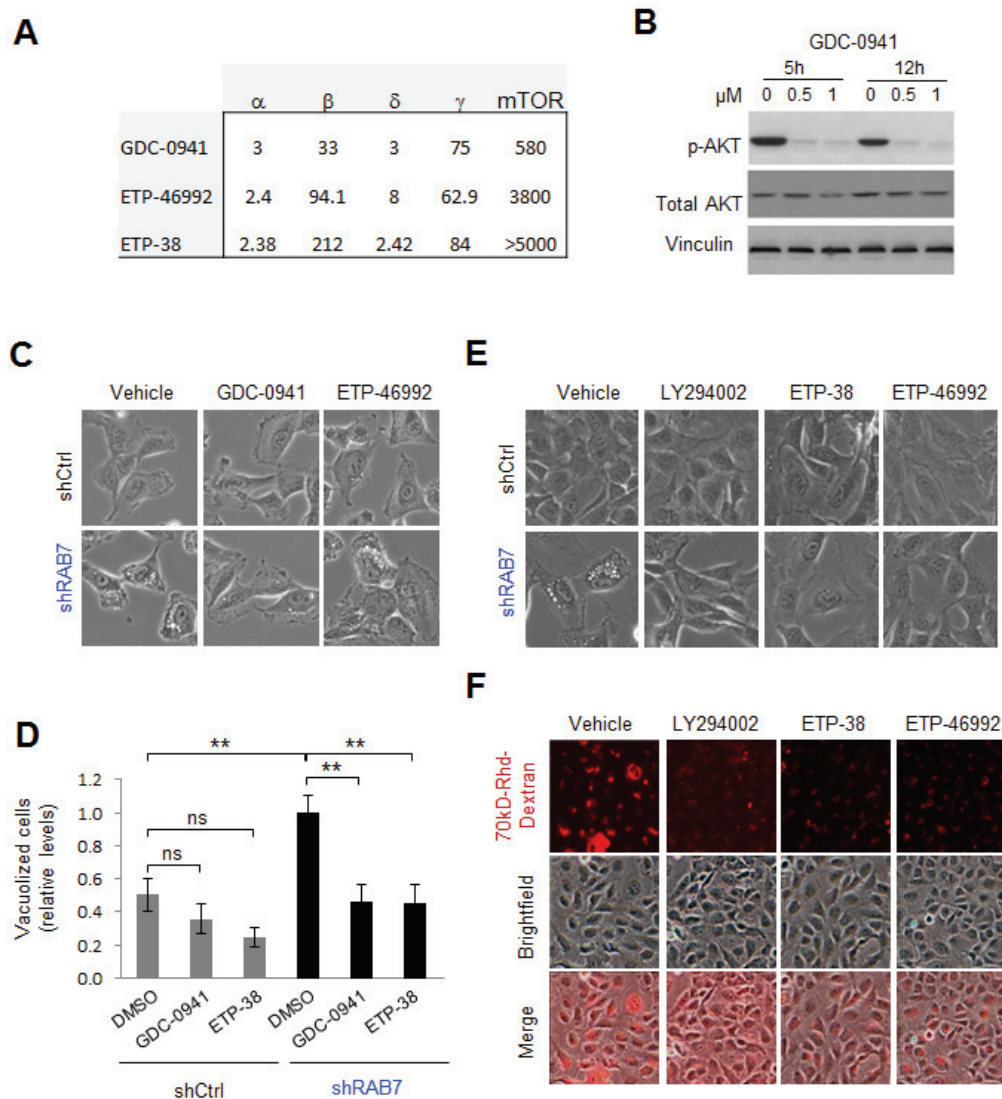 A
α β δ γ mTOR
GDC-0941 3 33 3 75 580
ETP-46992 2.4 94.1 8 62.9 3800
ETP-38 2.38 212 2.42 84 >5000
B
GDC-0941
5h 12h
µM 0 0.5 1 0 0.5 1
p-AKT
Total AKT
Vinculin
C
Vehicle GDC-0941 ETP-46992
shCtrl
shRAB7
D
Vacuolized cells
(relative levels)
** **
**
ns
ns
1.2
1.0
0.8
0.6
0.4
0.2
0.0
DMSO GDC-0941 ETP-38 DMSO GDC-0941 ETP-38
shCtrl shRAB7
E
Vehicle LY294002 ETP-38 ETP-46992
shCtrl
shRAB7
F
Vehicle LY294002 ETP-38 ETP-46992
70kD-Rhd-
Dextran
Brightfield
Merge